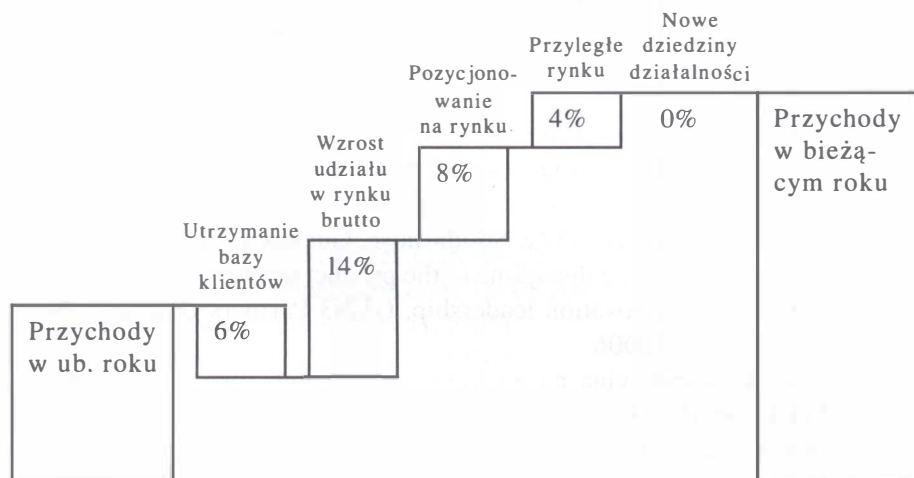 Nowe
dziedziny
działalności
Przyległe
rynku
Pozycjono-
wanie
na rynku
Wzrost
udziału
w rynku
brutto
Utrzymanie
bazy
klientów
Przychody
w ub. roku
6%
14%
8%
4%
0%
Przychody
w bieżą-
cym roku